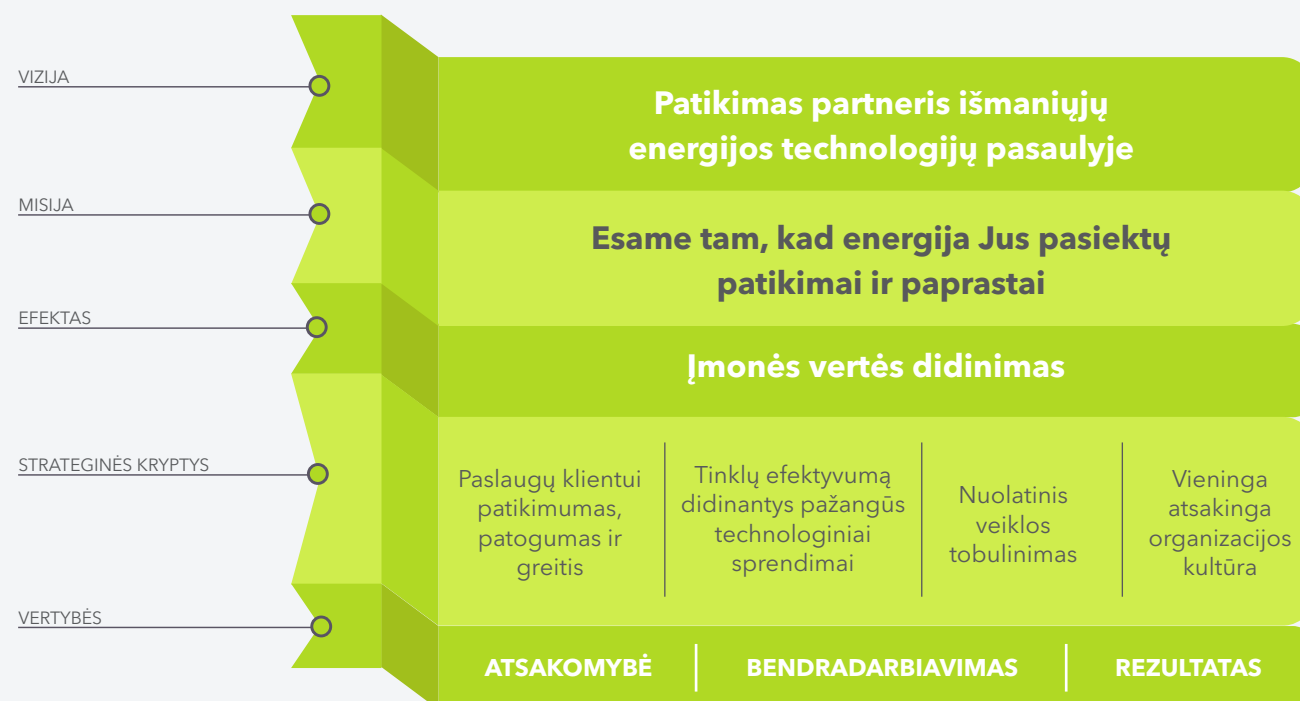 VIZIJA
Patikimas partneris išmaniųjų
energijos technologijų pasaulyje
MISIJA
Esame tam, kad energija Jus pasiektų
patikimai ir paprastai
EFEKTAS
Įmonės vertės didinimas
STRATEGINĖS KRYPTYS
Paslaugų klientui
patikimumas,
patogumas ir
greitis
Tinklų efektyvumą
didinantys pažangūs
technologiniai
sprendimai
Nuolatinis
veiklos
tobulinimas
Vieninga
atsakinga
organizacijos
kultūra
VERTYBĖS
ATSAKOMYBĖ
BENDRADARBIAVIMAS
REZULTATAS